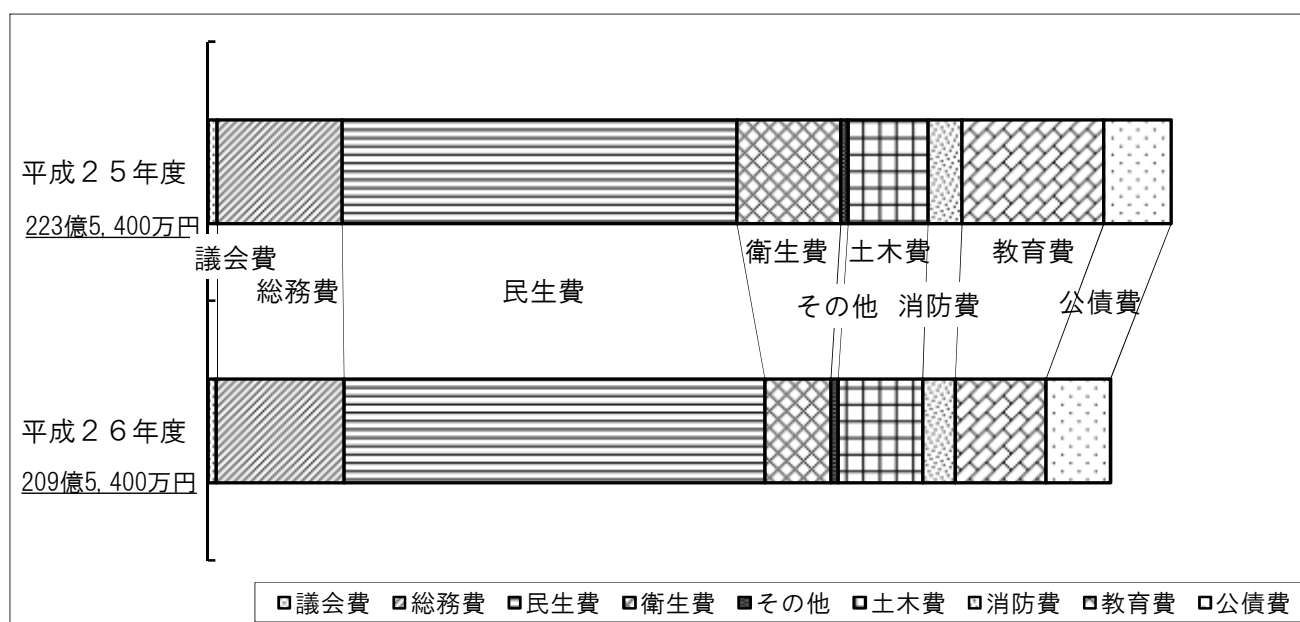 平成２５年度
223億5,400万円
議会費
総務費
民生費
衛生費
その他
土木費
消防費
教育費
公債費
平成２６年度
209億5,400万円
議会費 総務費 民生費 衛生費 その他 土木費 消防費 教育費 公債費